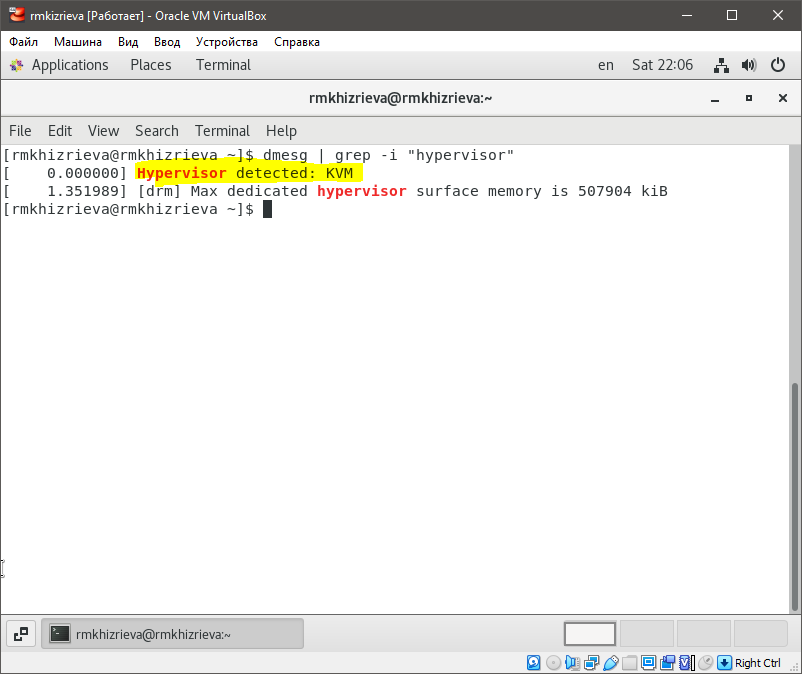 rmkizrieva [Работает] - Oracle VM VirtualBox
Файл Машина Вид Ввод Устройства Справка
Applications Places Terminal en Sat 22:06
rmkhizrieva@rmkhizrieva:~
File Edit View Search Terminal Help
[rmkhizrieva@rmkhizrieva ~]$ dmesg | grep -i "hypervisor"
[    0.000000] Hypervisor detected: KVM
[    1.351989] [drm] Max dedicated hypervisor surface memory is 507904 kiB
[rmkhizrieva@rmkhizrieva ~]$
rmkhizrieva@rmkhizrieva:~
Right Ctrl